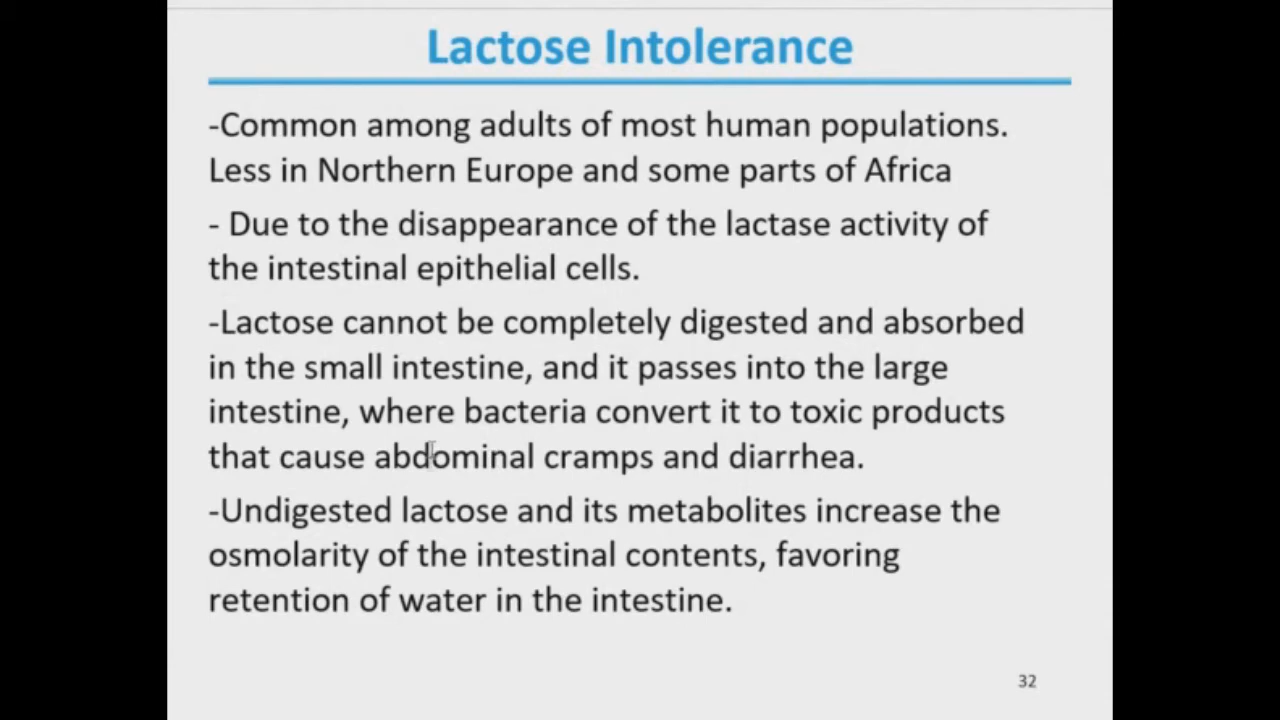 Lactose Intolerance
-Common among adults of most human populations.
Less in Northern Europe and some parts of Africa
- Due to the disappearance of the lactase activity of
the intestinal epithelial cells.
-Lactose cannot be completely digested and absorbed
in the small intestine, and it passes into the large
intestine, where bacteria convert it to toxic products
that cause abdominal cramps and diarrhea.
-Undigested lactose and its metabolites increase the
osmolarity of the intestinal contents, favoring
retention of water in the intestine.
32